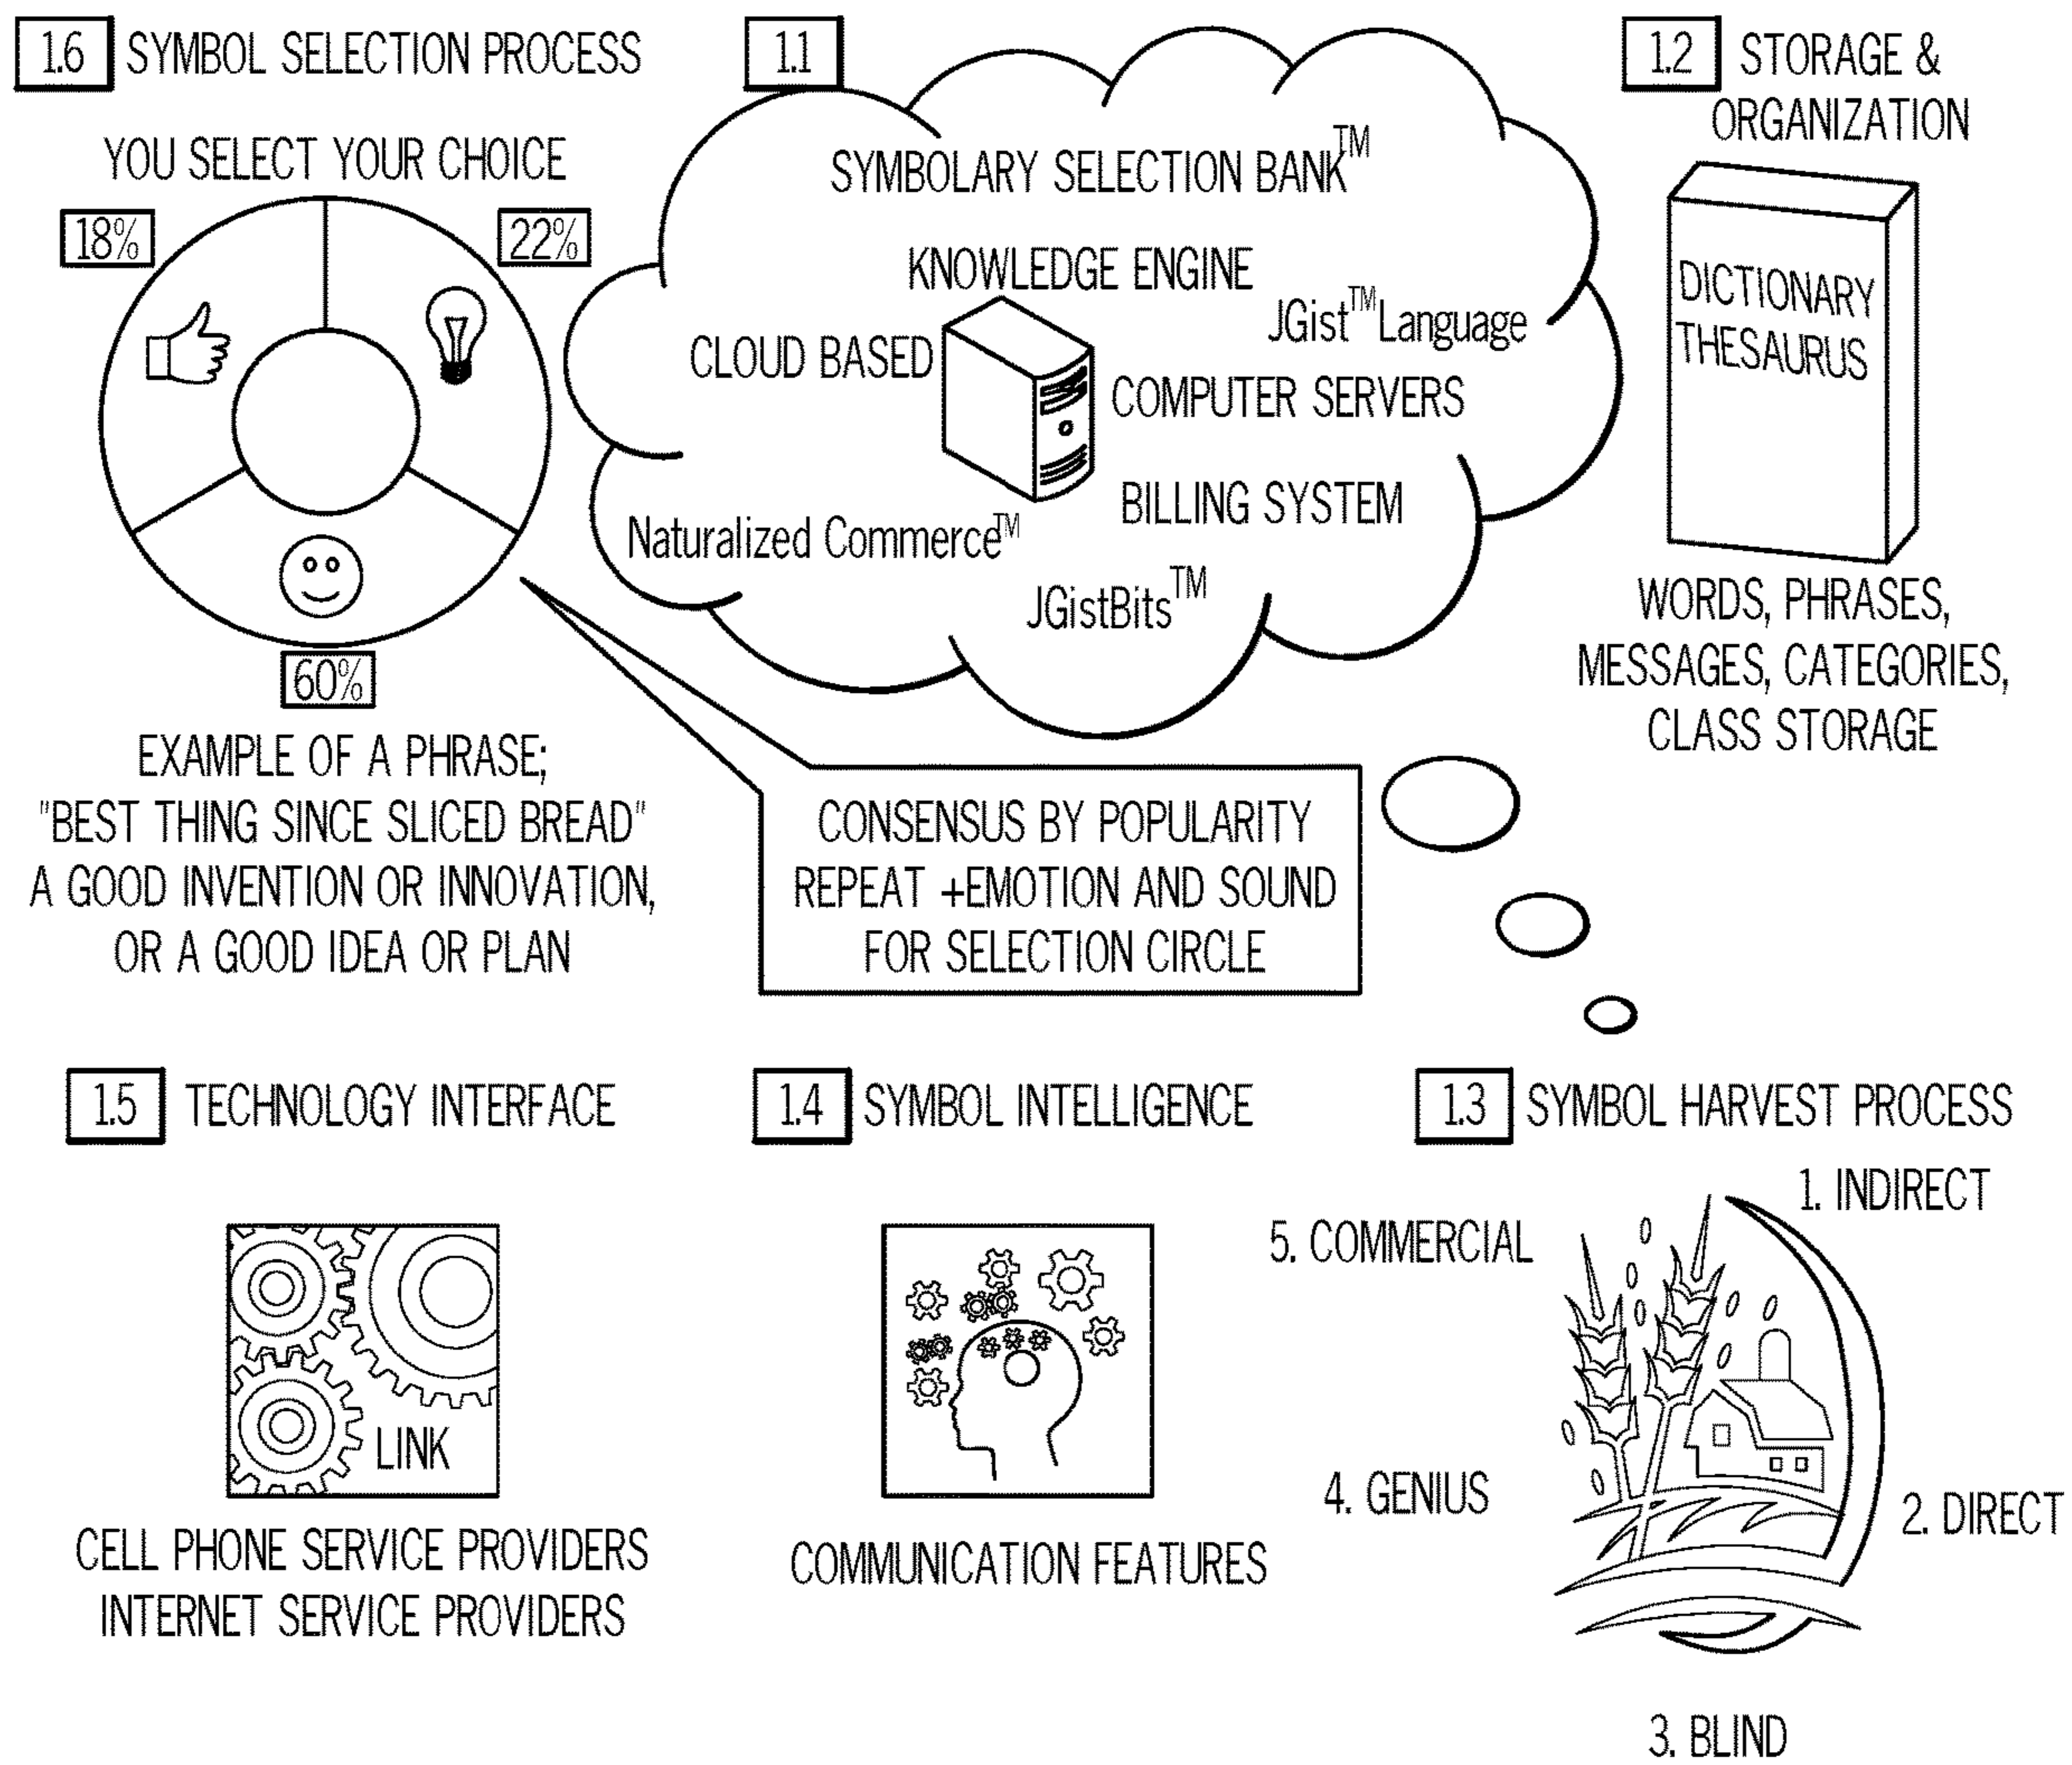 1.6 SYMBOL SELECTION PROCESS
YOU SELECT YOUR CHOICE
18%
22%
60%
EXAMPLE OF A PHRASE;
"BEST THING SINCE SLICED BREAD"
A GOOD INVENTION OR INNOVATION,
OR A GOOD IDEA OR PLAN
1.1
SYMBOLARY SELECTION BANK™
KNOWLEDGE ENGINE
JGist™ Language
CLOUD BASED
COMPUTER SERVERS
BILLING SYSTEM
Naturalized Commerce™
JGistBits™
CONSENSUS BY POPULARITY
REPEAT +EMOTION AND SOUND
FOR SELECTION CIRCLE
1.2 STORAGE &
ORGANIZATION
DICTIONARY
THESAURUS
WORDS, PHRASES,
MESSAGES, CATEGORIES,
CLASS STORAGE
1.5 TECHNOLOGY INTERFACE
LINK
CELL PHONE SERVICE PROVIDERS
INTERNET SERVICE PROVIDERS
1.4 SYMBOL INTELLIGENCE
COMMUNICATION FEATURES
1.3 SYMBOL HARVEST PROCESS
1. INDIRECT
2. DIRECT
3. BLIND
4. GENIUS
5. COMMERCIAL